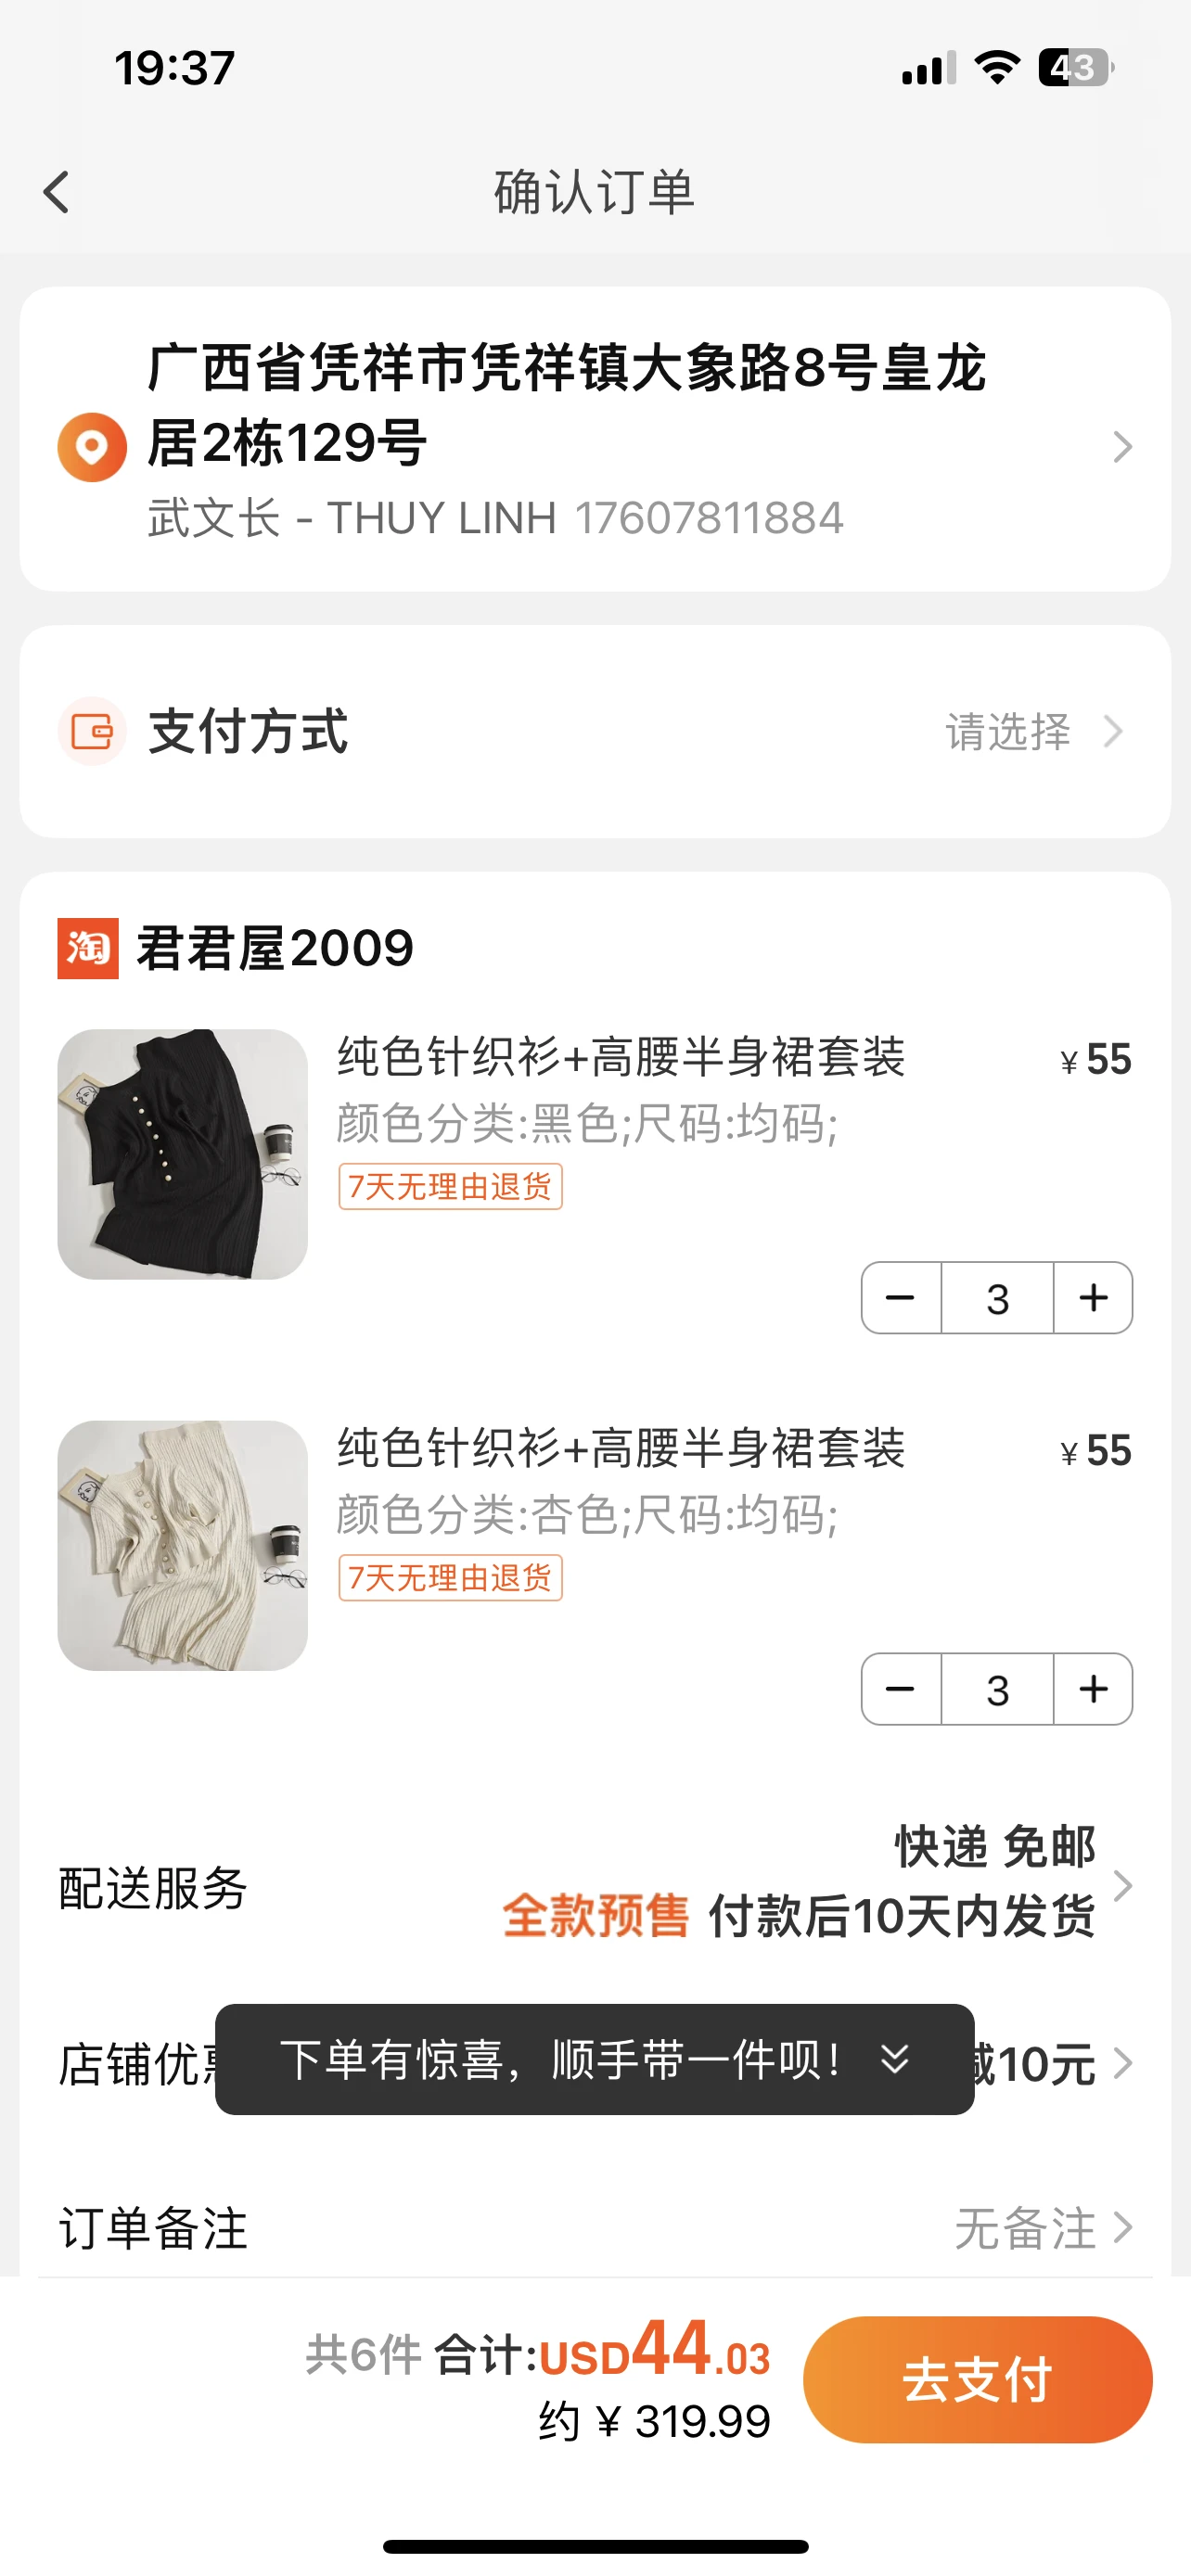 19:37
43
确认订单
广西省凭祥市凭祥镇大象路8号皇龙
居2栋129号
武文长 - THUY LINH 17607811884
支付方式 请选择
淘 君君屋2009
纯色针织衫+高腰半身裙套装 ¥55
颜色分类:黑色;尺码:均码;
7天无理由退货
3
纯色针织衫+高腰半身裙套装 ¥55
颜色分类:杏色;尺码:均码;
7天无理由退货
3
快递 免邮
配送服务
全款预售 付款后10天内发货
店铺优 减10元
下单有惊喜，顺手带一件呗！
订单备注 无备注
共6件 合计:USD44.03
约 ¥ 319.99
去支付